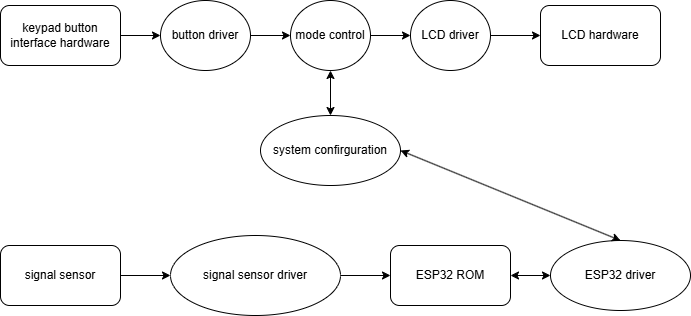 keypad button
interface hardware
button driver
mode control
LCD driver
LCD hardware
system confirguration
signal sensor
signal sensor driver
ESP32 ROM
ESP32 driver